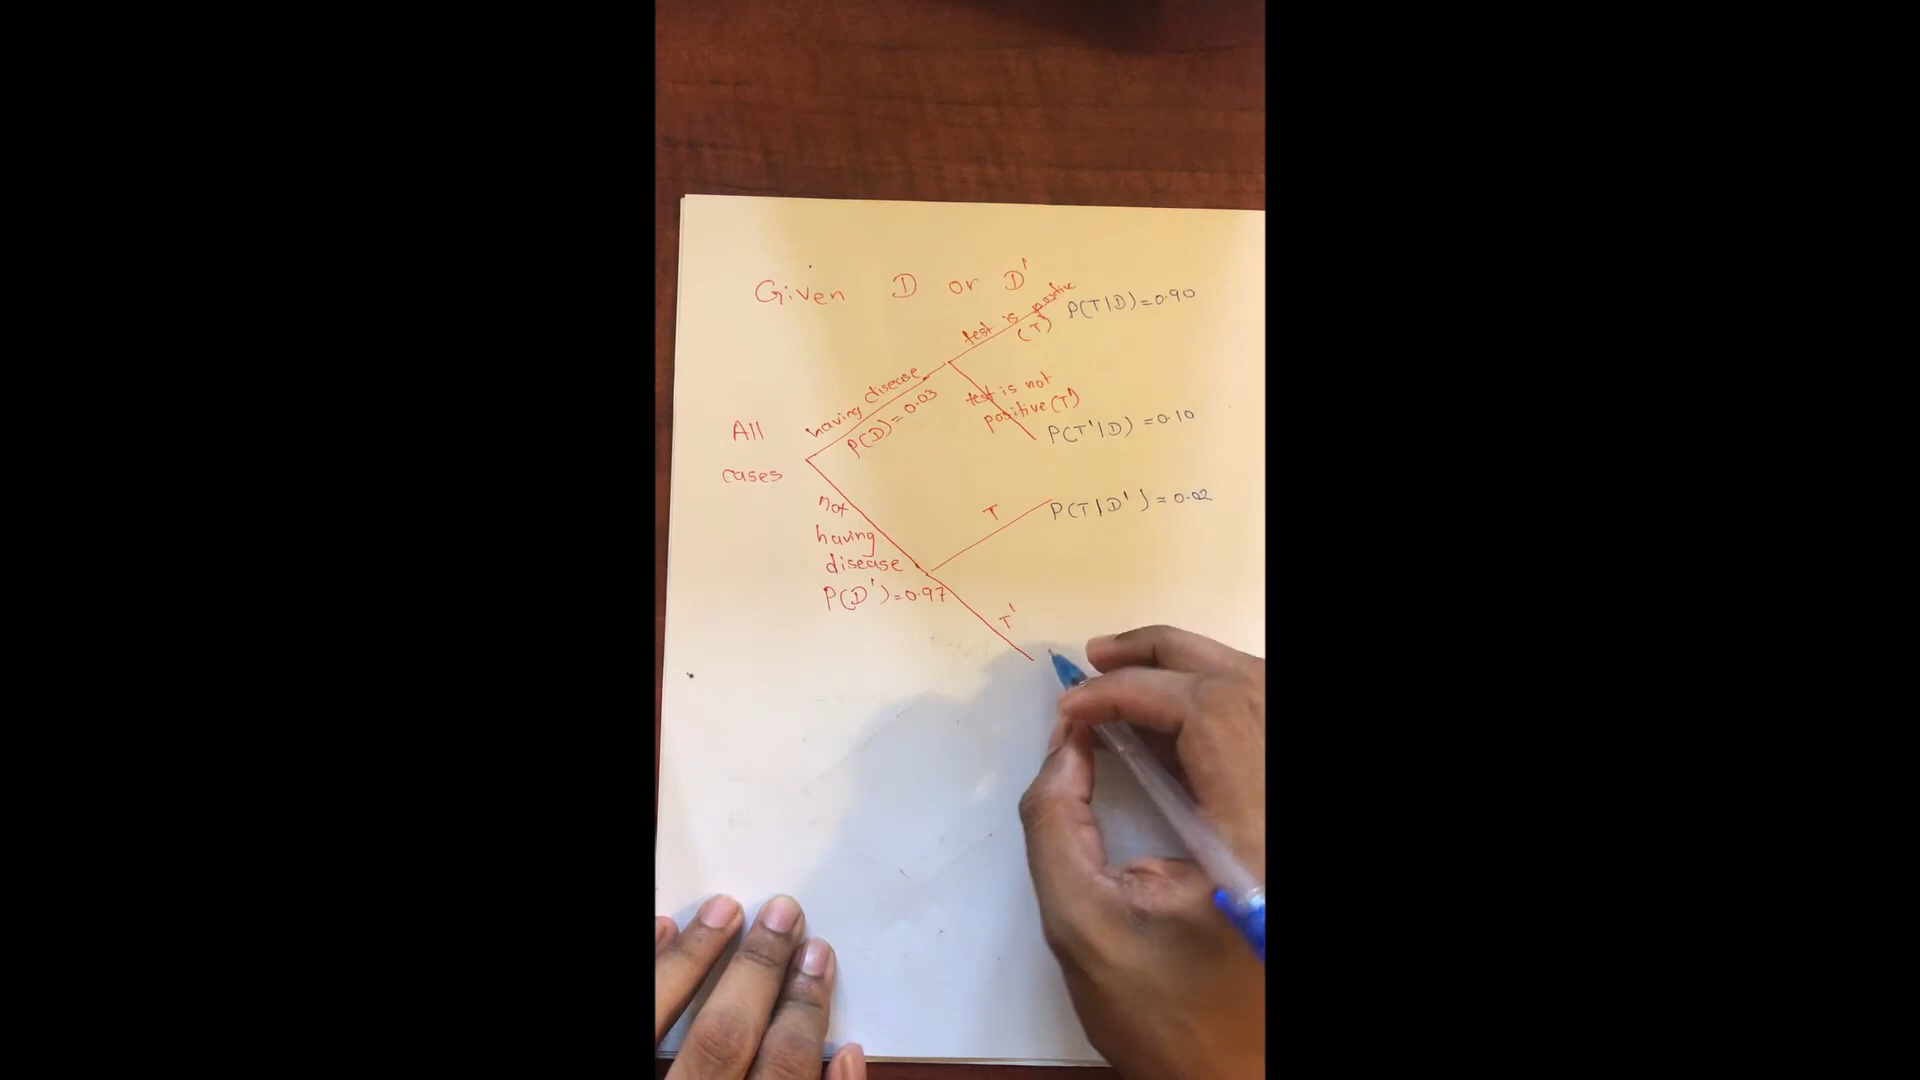 Given D or D'
test is positive
(T)
P(T|D)=0.90
having disease
P(D)=0.03
test is not
positive (T')
P(T'|D)=0.10
All
cases
not
having
disease
P(D')=0.97
T
P(T|D')=0.02
T'